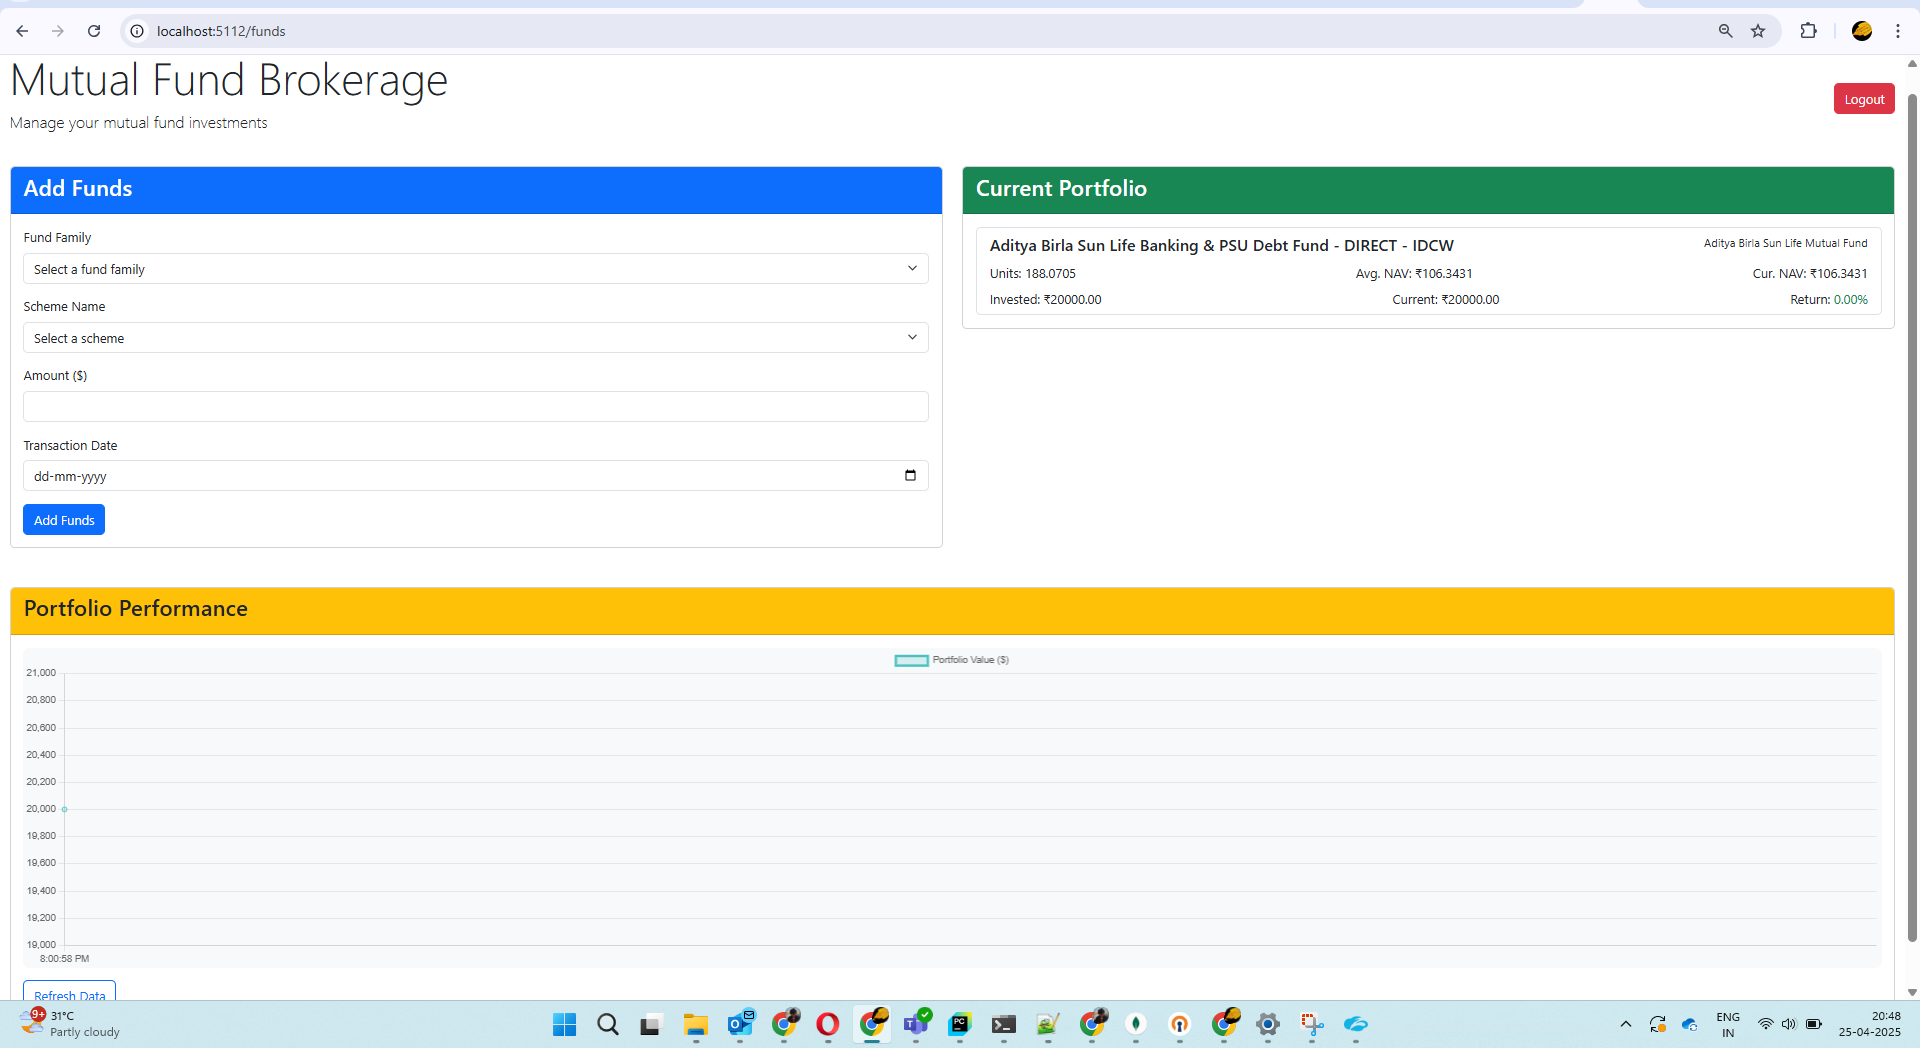 localhost:5112/funds
Mutual Fund Brokerage
Manage your mutual fund investments
Logout
Add Funds
Fund Family
Select a fund family
Scheme Name
Select a scheme
Amount ($)
Transaction Date
dd-mm-yyyy
Add Funds
Current Portfolio
Aditya Birla Sun Life Banking & PSU Debt Fund - DIRECT - IDCW
Aditya Birla Sun Life Mutual Fund
Units: 188.0705 Avg. NAV: ₹106.3431 Cur. NAV: ₹106.3431
Invested: ₹20000.00 Current: ₹20000.00 Return: 0.00%
Portfolio Performance
Portfolio Value ($)
21,000
20,800
20,600
20,400
20,200
20,000
19,800
19,600
19,400
19,200
19,000
8:00:58 PM
Refresh Data
9+
31°C
Partly cloudy
PC
ENG
IN
20:48
25-04-2025